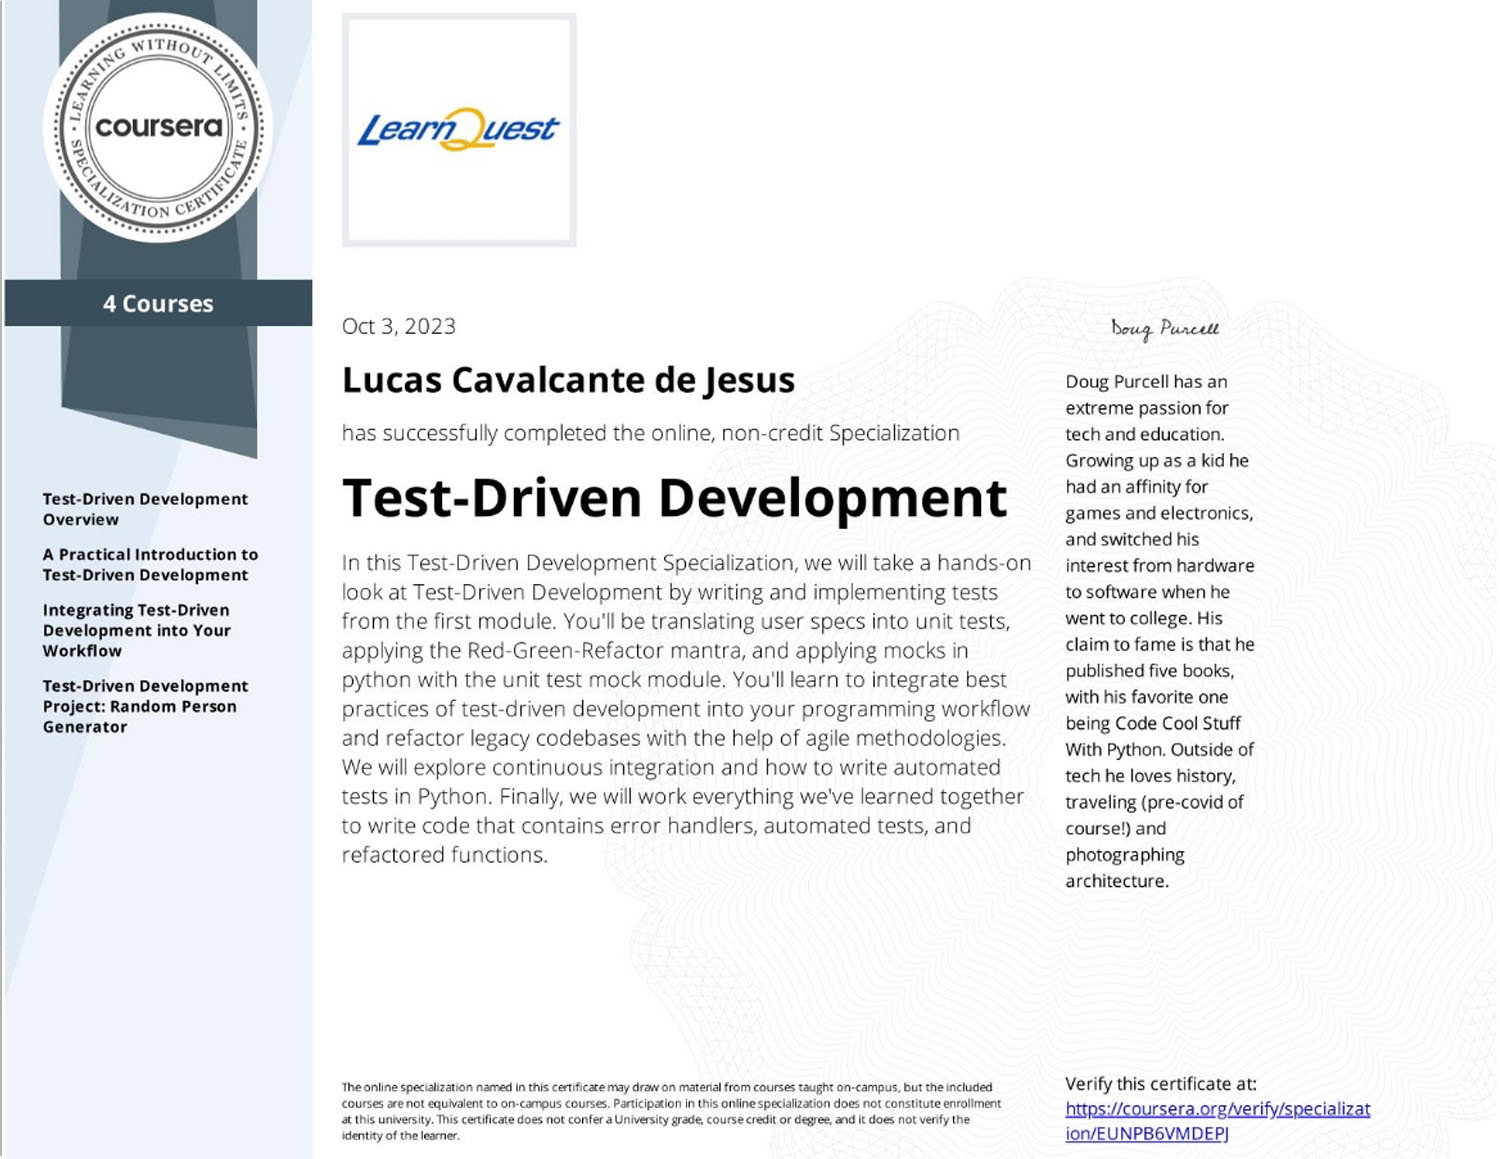 LEARNING WITHOUT LIMITS
coursera
SPECIALIZATION CERTIFICATE
4 Courses
Test-Driven Development
Overview
A Practical Introduction to
Test-Driven Development
Integrating Test-Driven
Development into Your
Workflow
Test-Driven Development
Project: Random Person
Generator
LearnQuest
Oct 3, 2023
Lucas Cavalcante de Jesus
has successfully completed the online, non-credit Specialization
Test-Driven Development
In this Test-Driven Development Specialization, we will take a hands-on
look at Test-Driven Development by writing and implementing tests
from the first module. You'll be translating user specs into unit tests,
applying the Red-Green-Refactor mantra, and applying mocks in
python with the unit test mock module. You'll learn to integrate best
practices of test-driven development into your programming workflow
and refactor legacy codebases with the help of agile methodologies.
We will explore continuous integration and how to write automated
tests in Python. Finally, we will work everything we've learned together
to write code that contains error handlers, automated tests, and
refactored functions.
The online specialization named in this certificate may draw on material from courses taught on-campus, but the included
courses are not equivalent to on-campus courses. Participation in this online specialization does not constitute enrollment
at this university. This certificate does not confer a University grade, course credit or degree, and it does not verify the
identity of the learner.
Doug Purcell
Doug Purcell has an
extreme passion for
tech and education.
Growing up as a kid he
had an affinity for
games and electronics,
and switched his
interest from hardware
to software when he
went to college. His
claim to fame is that he
published five books,
with his favorite one
being Code Cool Stuff
With Python. Outside of
tech he loves history,
traveling (pre-covid of
course!) and
photographing
architecture.
Verify this certificate at:
https://coursera.org/verify/specializat
ion/EUNPB6VMDEPJ